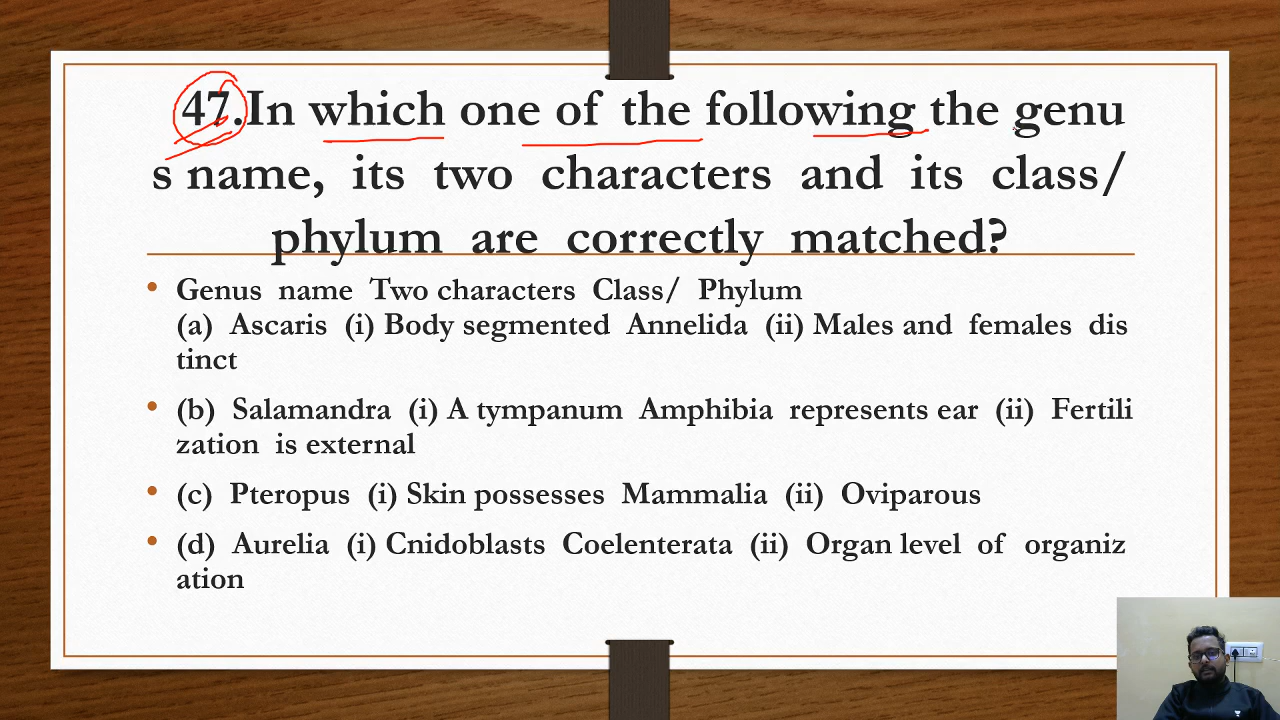 47.In which one of the following the genu
s name, its two characters and its class/
phylum are correctly matched?
• Genus name Two characters Class/ Phylum
(a) Ascaris (i) Body segmented Annelida (ii) Males and females dis
tinct
• (b) Salamandra (i) A tympanum Amphibia represents ear (ii) Fertili
zation is external
• (c) Pteropus (i) Skin possesses Mammalia (ii) Oviparous
• (d) Aurelia (i) Cnidoblasts Coelenterata (ii) Organ level of organiz
ation